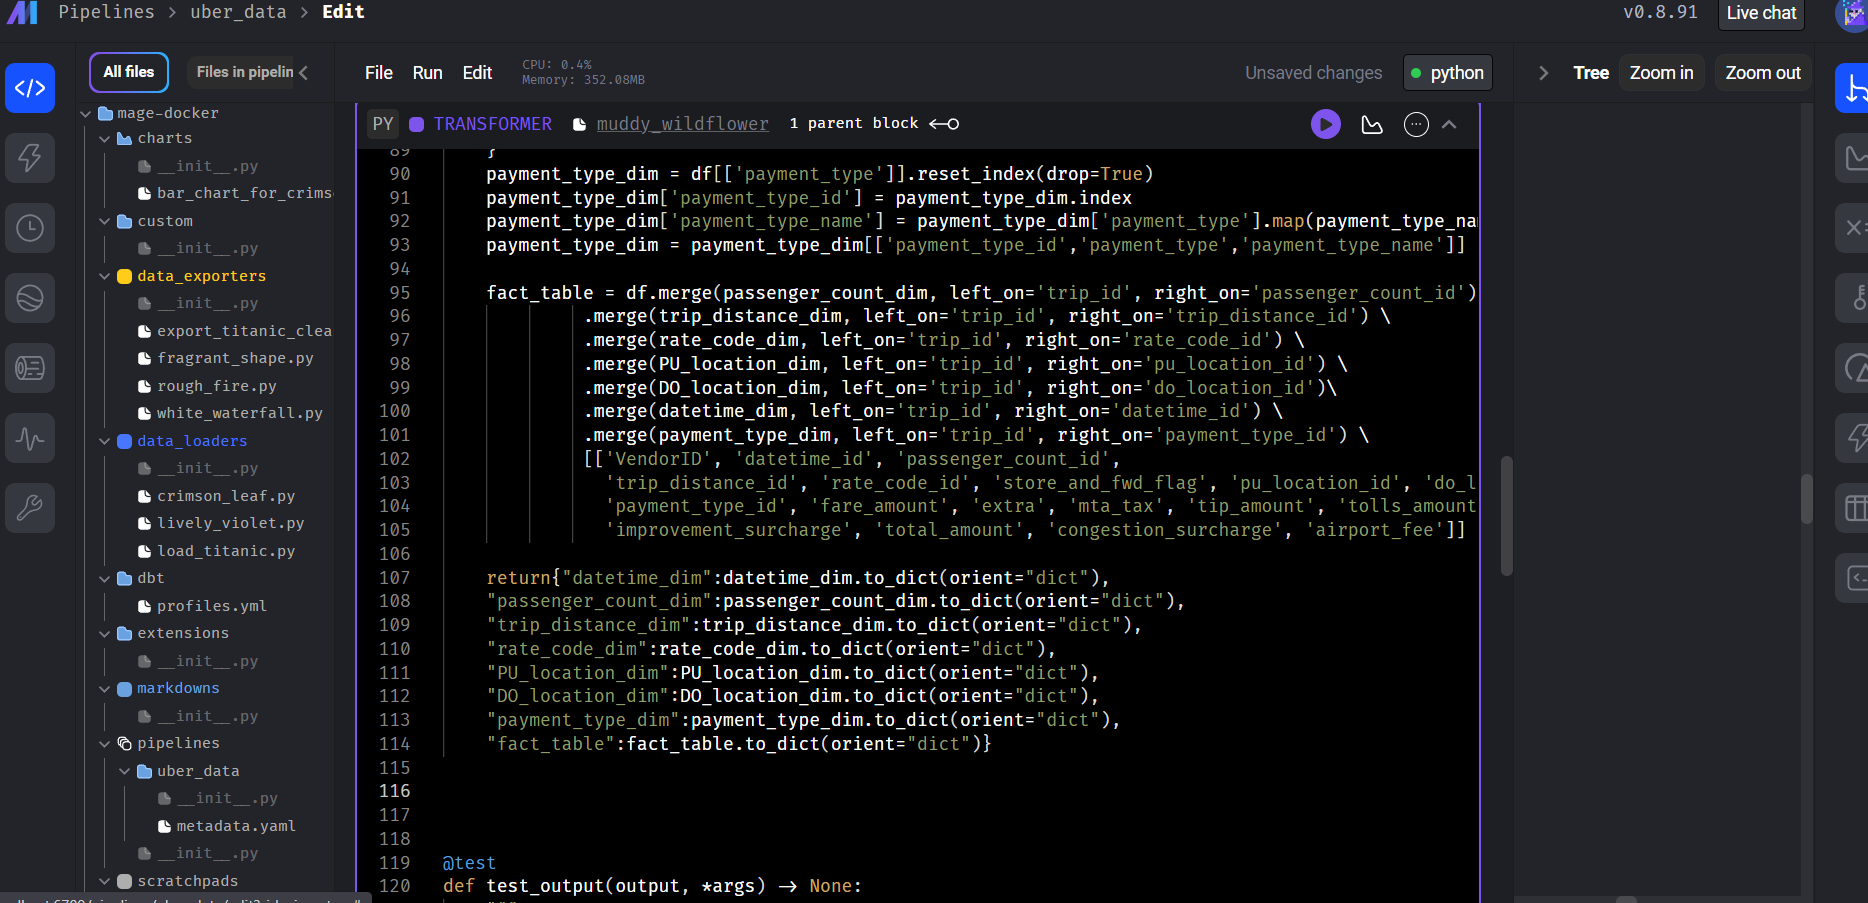 Pipelines > uber_data > Edit
v0.8.91
Live chat
All files
Files in pipelin
File Run Edit
CPU: 0.4%
Memory: 352.08MB
Unsaved changes
python
Tree
Zoom in
Zoom out
mage-docker
charts
__init__.py
bar_chart_for_crims
custom
__init__.py
data_exporters
__init__.py
export_titanic_clea
fragrant_shape.py
rough_fire.py
white_waterfall.py
data_loaders
__init__.py
crimson_leaf.py
lively_violet.py
load_titanic.py
dbt
profiles.yml
extensions
__init__.py
markdowns
__init__.py
pipelines
uber_data
__init__.py
metadata.yaml
__init__.py
scratchpads
PY TRANSFORMER muddy_wildflower 1 parent block
89 }
90 payment_type_dim = df[['payment_type']].reset_index(drop=True)
91 payment_type_dim['payment_type_id'] = payment_type_dim.index
92 payment_type_dim['payment_type_name'] = payment_type_dim['payment_type'].map(payment_type_na
93 payment_type_dim = payment_type_dim[['payment_type_id','payment_type','payment_type_name']]
94
95 fact_table = df.merge(passenger_count_dim, left_on='trip_id', right_on='passenger_count_id')
96 .merge(trip_distance_dim, left_on='trip_id', right_on='trip_distance_id') \
97 .merge(rate_code_dim, left_on='trip_id', right_on='rate_code_id') \
98 .merge(PU_location_dim, left_on='trip_id', right_on='pu_location_id') \
99 .merge(DO_location_dim, left_on='trip_id', right_on='do_location_id')\
100 .merge(datetime_dim, left_on='trip_id', right_on='datetime_id') \
101 .merge(payment_type_dim, left_on='trip_id', right_on='payment_type_id') \
102 [['VendorID', 'datetime_id', 'passenger_count_id',
103 'trip_distance_id', 'rate_code_id', 'store_and_fwd_flag', 'pu_location_id', 'do_l
104 'payment_type_id', 'fare_amount', 'extra', 'mta_tax', 'tip_amount', 'tolls_amount
105 'improvement_surcharge', 'total_amount', 'congestion_surcharge', 'airport_fee']]
106
107 return{"datetime_dim":datetime_dim.to_dict(orient="dict"),
108 "passenger_count_dim":passenger_count_dim.to_dict(orient="dict"),
109 "trip_distance_dim":trip_distance_dim.to_dict(orient="dict"),
110 "rate_code_dim":rate_code_dim.to_dict(orient="dict"),
111 "PU_location_dim":PU_location_dim.to_dict(orient="dict"),
112 "DO_location_dim":DO_location_dim.to_dict(orient="dict"),
113 "payment_type_dim":payment_type_dim.to_dict(orient="dict"),
114 "fact_table":fact_table.to_dict(orient="dict")}
115
116
117
118
119 @test
120 def test_output(output, *args) -> None: